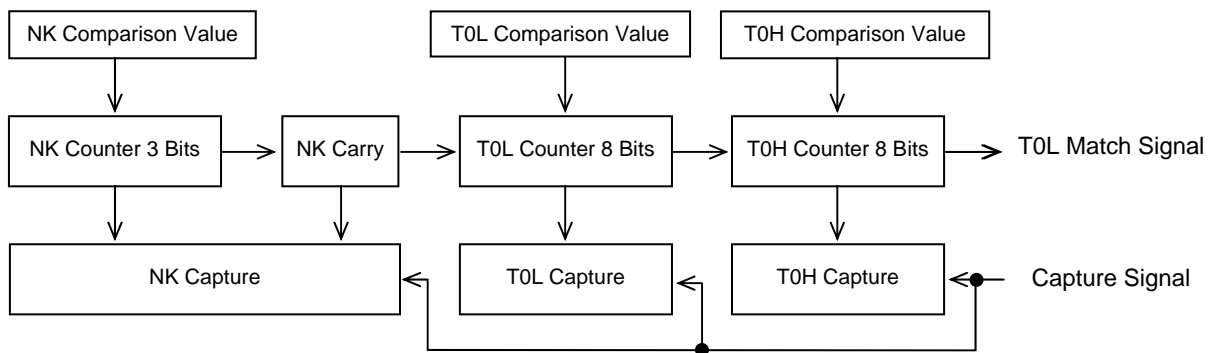 NK Comparison Value
T0L Comparison Value
T0H Comparison Value
NK Counter 3 Bits
NK Carry
T0L Counter 8 Bits
T0H Counter 8 Bits
T0L Match Signal
NK Capture
T0L Capture
T0H Capture
Capture Signal